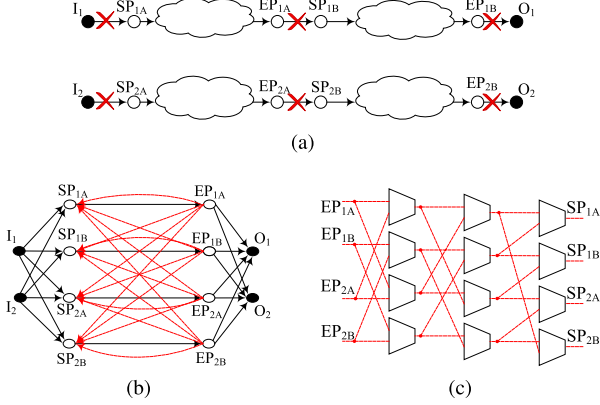 I1 SP1A EP1A SP1B EP1B O1
I2 SP2A EP2A SP2B EP2B O2
(a)
SP1A EP1A
I1 SP1B EP1B O1
I2 SP2A EP2A O2
SP2B EP2B
(b)
EP1A SP1A
EP1B SP1B
EP2A SP2A
EP2B SP2B
(c)